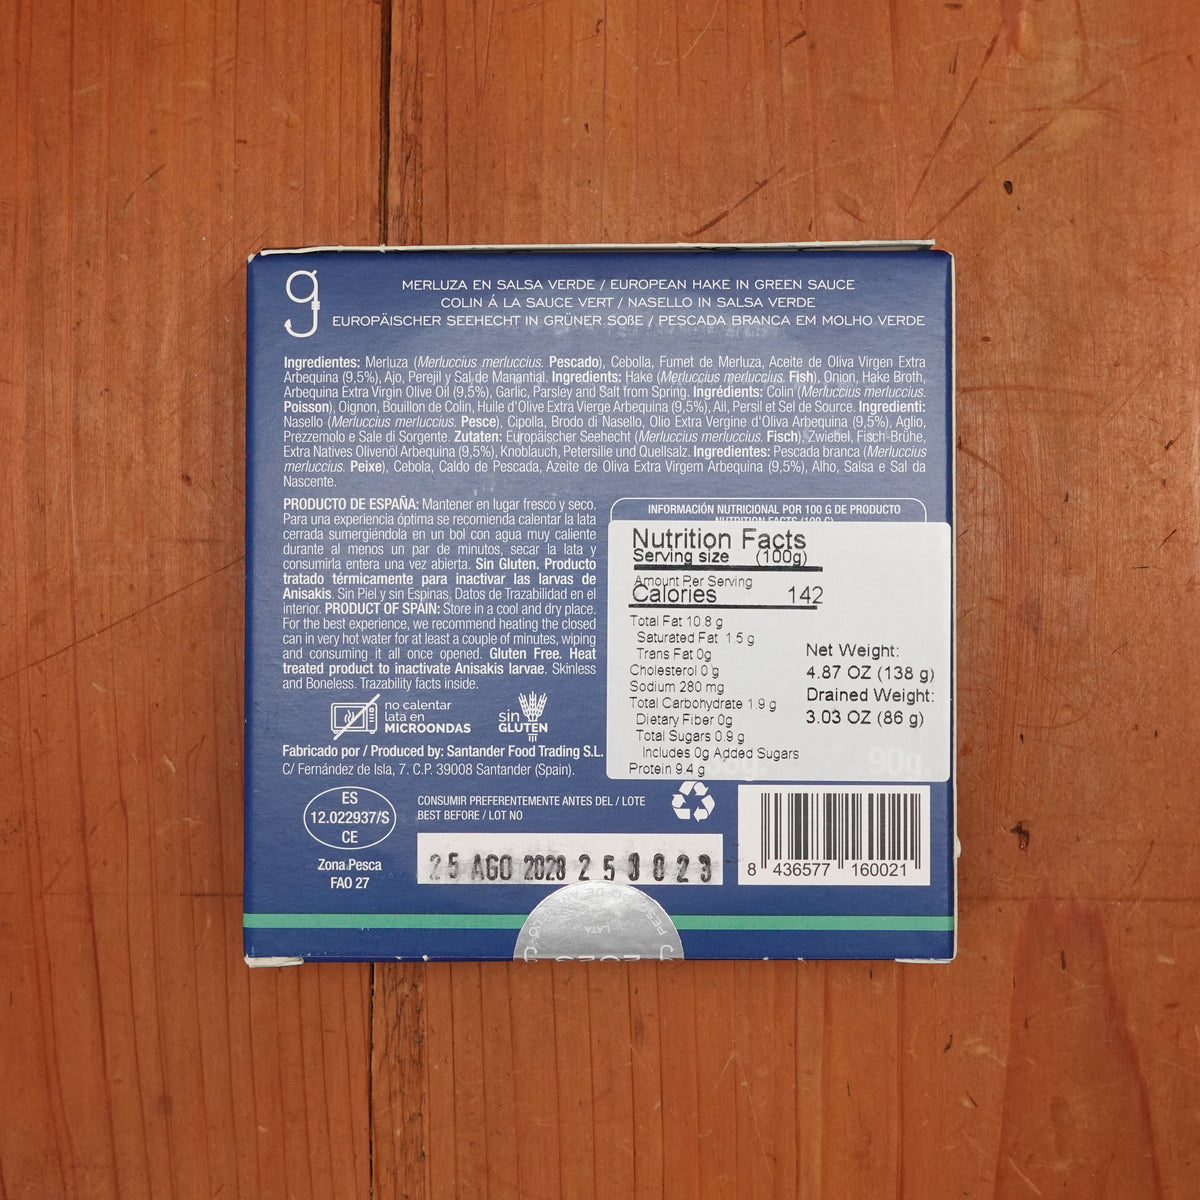 g
MERLUZA EN SALSA VERDE / EUROPEAN HAKE IN GREEN SAUCE
COLIN Á LA SAUCE VERT / NASELLO IN SALSA VERDE
EUROPÄISCHER SEEHECHT IN GRÜNER SOßE / PESCADA BRANCA EM MOLHO VERDE
Ingredientes: Merluza (Merluccius merluccius. Pescado), Cebolla, Fumet de Merluza, Aceite de Oliva Virgen Extra
Arbequina (9,5%), Ajo, Perejil y Sal de Manantial. Ingredients: Hake (Merluccius merluccius. Fish), Onion, Hake Broth,
Arbequina Extra Virgin Olive Oil (9,5%), Garlic, Parsley and Salt from Spring. Ingrédients: Colin (Merluccius merluccius.
Poisson), Oignon, Bouillon de Colin, Huile d'Olive Extra Vierge Arbequina (9,5%), Ail, Persil et Sel de Source. Ingredienti:
Nasello (Merluccius merluccius. Pesce), Cipolla, Brodo di Nasello, Olio Extra Vergine d'Oliva Arbequina (9,5%), Aglio,
Prezzemolo e Sale di Sorgente. Zutaten: Europäischer Seehecht (Merluccius merluccius. Fisch), Zwiebel, Fisch-Brühe,
Extra Natives Olivenöl Arbequina (9,5%), Knoblauch, Petersilie und Quellsalz. Ingredientes: Pescada branca (Merluccius
merluccius. Peixe), Cebola, Caldo de Pescada, Azeite de Oliva Extra Virgem Arbequina (9,5%), Alho, Salsa e Sal da
Nascente.
PRODUCTO DE ESPAÑA: Mantener en lugar fresco y seco.
Para una experiencia óptima se recomienda calentar la lata
cerrada sumergiéndola en un bol con agua muy caliente
durante al menos un par de minutos, secar la lata y
consumirla entera una vez abierta. Sin Gluten. Producto
tratado térmicamente para inactivar las larvas de
Anisakis. Sin Piel y sin Espinas. Datos de Trazabilidad en el
interior. PRODUCT OF SPAIN: Store in a cool and dry place.
For the best experience, we recommend heating the closed
can in very hot water for at least a couple of minutes, wiping
and consuming it all once opened. Gluten Free. Heat
treated product to inactivate Anisakis larvae. Skinless
and Boneless. Trazability facts inside.
no calentar
lata en
MICROONDAS
sin
GLUTEN
Fabricado por / Produced by: Santander Food Trading S.L.
C/ Fernández de Isla, 7. C.P. 39008 Santander (Spain).
INFORMACIÓN NUTRICIONAL POR 100 G DE PRODUCTO
NUTRITION FACTS (100 G)
Nutrition Facts
Serving size (100g)
Amount Per Serving
Calories 142
Total Fat 10.8 g
Saturated Fat 1.5 g
Trans Fat 0g
Cholesterol 0 g
Sodium 280 mg
Total Carbohydrate 1.9 g
Dietary Fiber 0g
Total Sugars 0.9 g
Includes 0g Added Sugars
Protein 9.4 g
Net Weight:
4.87 OZ (138 g)
Drained Weight:
3.03 OZ (86 g)
90g.
ES
12.022937/S
CE
Zona Pesca
FAO 27
CONSUMIR PREFERENTEMENTE ANTES DEL / LOTE
BEST BEFORE / LOT NO
25 AGO 2028 253023
8 436577 160021
LATA